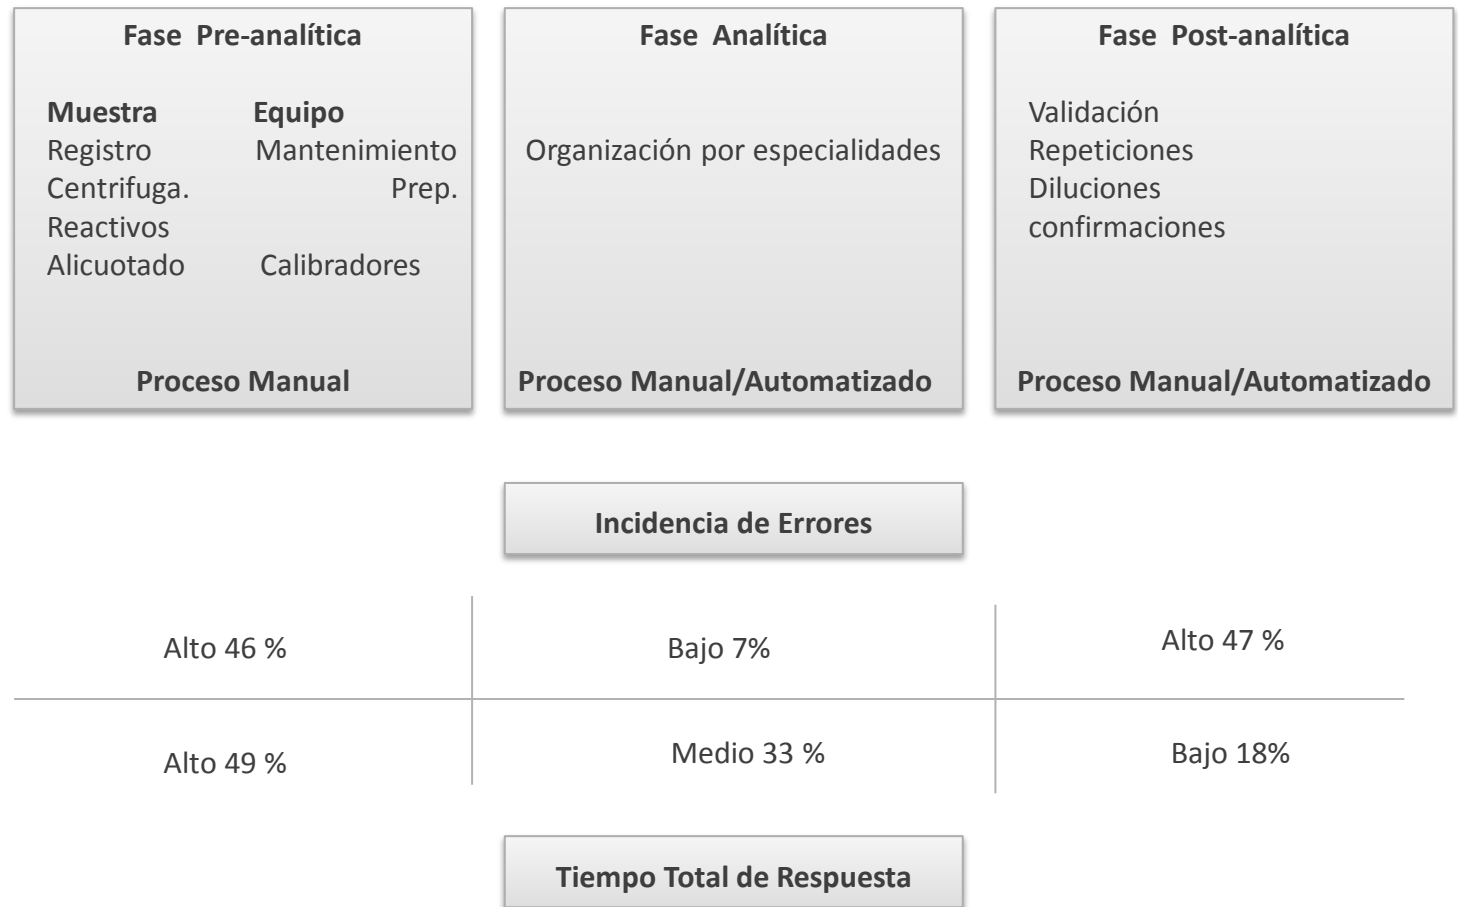 Fase Pre-analítica
Muestra Equipo
Registro Mantenimiento
Centrifuga. Prep.
Reactivos
Alicuotado Calibradores
Proceso Manual
Fase Analítica
Organización por especialidades
Proceso Manual/Automatizado
Fase Post-analítica
Validación
Repeticiones
Diluciones
confirmaciones
Proceso Manual/Automatizado
Incidencia de Errores
Alto 46 %
Bajo 7%
Alto 47 %
Alto 49 %
Medio 33 %
Bajo 18%
Tiempo Total de Respuesta